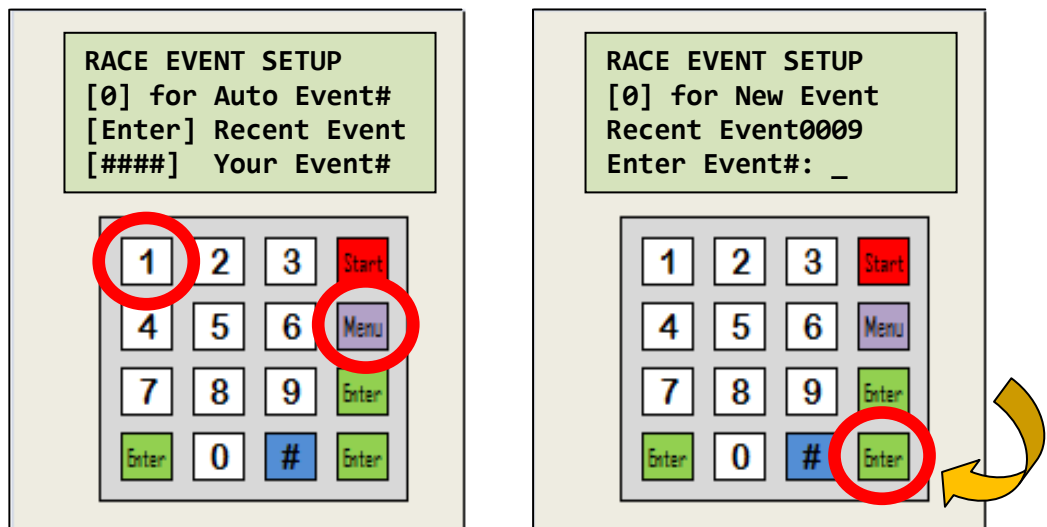 RACE EVENT SETUP
[0] for Auto Event#
[Enter] Recent Event
[####] Your Event#
1 2 3 Start
4 5 6 Menu
7 8 9 Enter
Enter 0 # Enter
RACE EVENT SETUP
[0] for New Event
Recent Event0009
Enter Event#: _
1 2 3 Start
4 5 6 Menu
7 8 9 Enter
Enter 0 # Enter